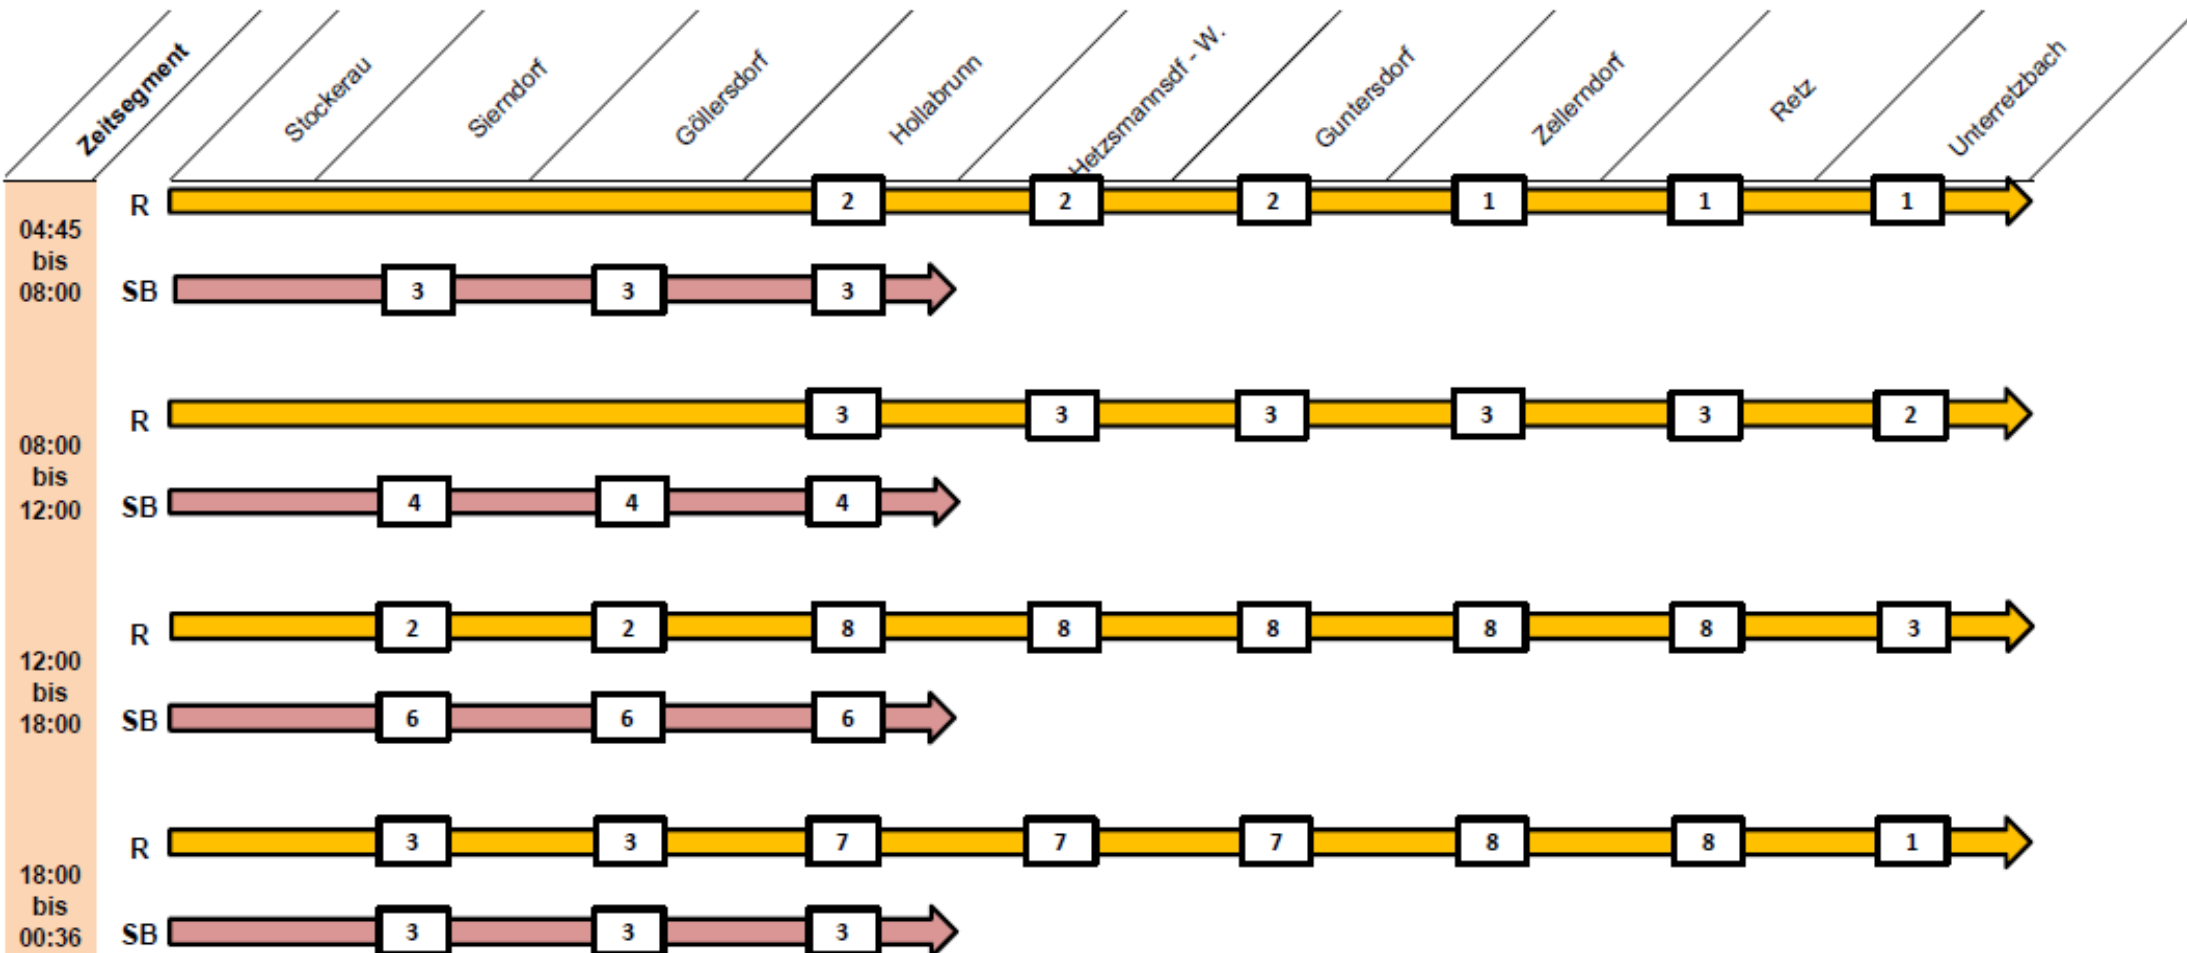 Zeitsegment Stockerau Sierndorf Göllersdorf Hollabrunn Hetzsmannsdf - W. Guntersdorf Zellerndorf Retz Unterretzbach
04:45
bis
08:00
R 2 2 2 1 1 1
SB 3 3 3
08:00
bis
12:00
R 3 3 3 3 3 2
SB 4 4 4
12:00
bis
18:00
R 2 2 8 8 8 8 8 3
SB 6 6 6
18:00
bis
00:36
R 3 3 7 7 7 8 8 1
SB 3 3 3